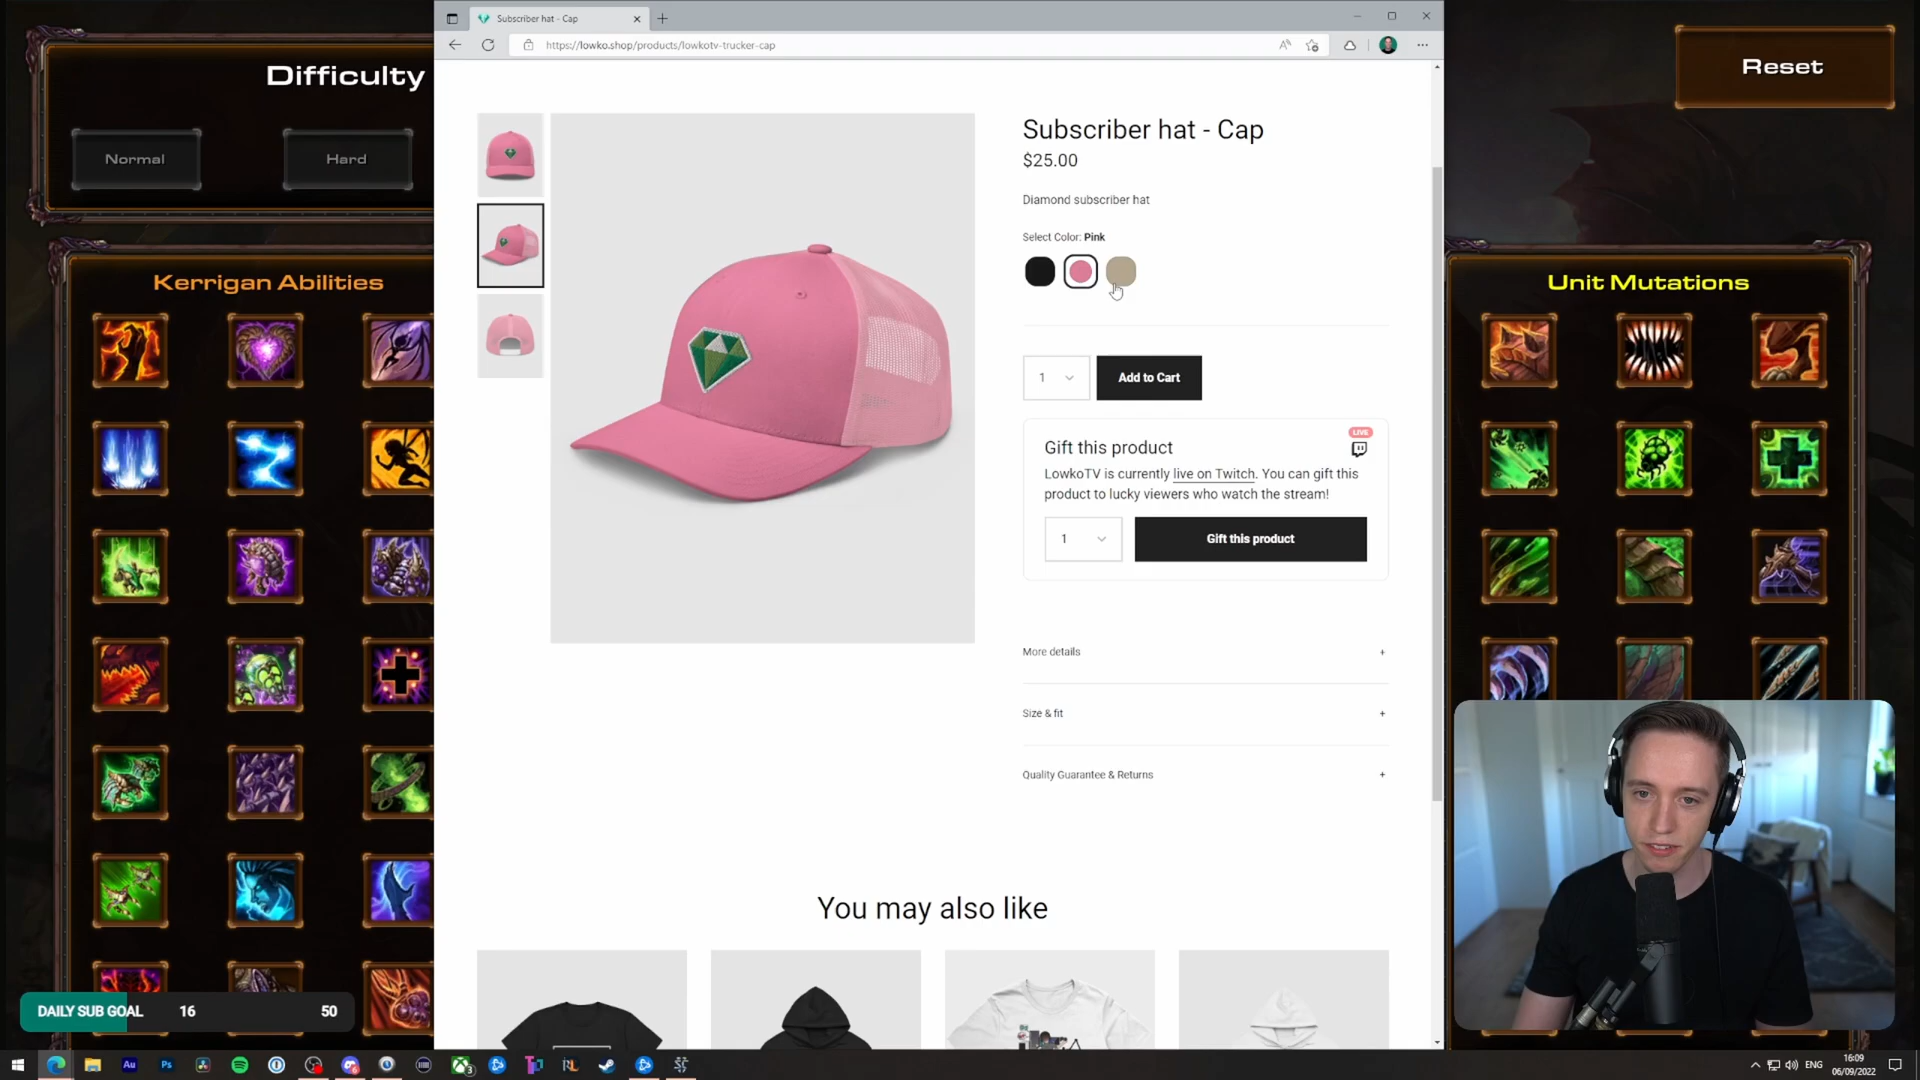 Subscriber hat - Cap
https://lowko.shop/products/lowkotv-trucker-cap
Difficulty
Normal
Hard
Reset
Kerrigan Abilities
Unit Mutations
Subscriber hat - Cap
$25.00
Diamond subscriber hat
Select Color: Pink
1
Add to Cart
Gift this product
LIVE
LowkoTV is currently live on Twitch. You can gift this
product to lucky viewers who watch the stream!
1
Gift this product
More details
+
Size & fit
+
Quality Guarantee & Returns
+
You may also like
DAILY SUB GOAL 16 50
Au
Ps
ENG
16:09
06/09/2022